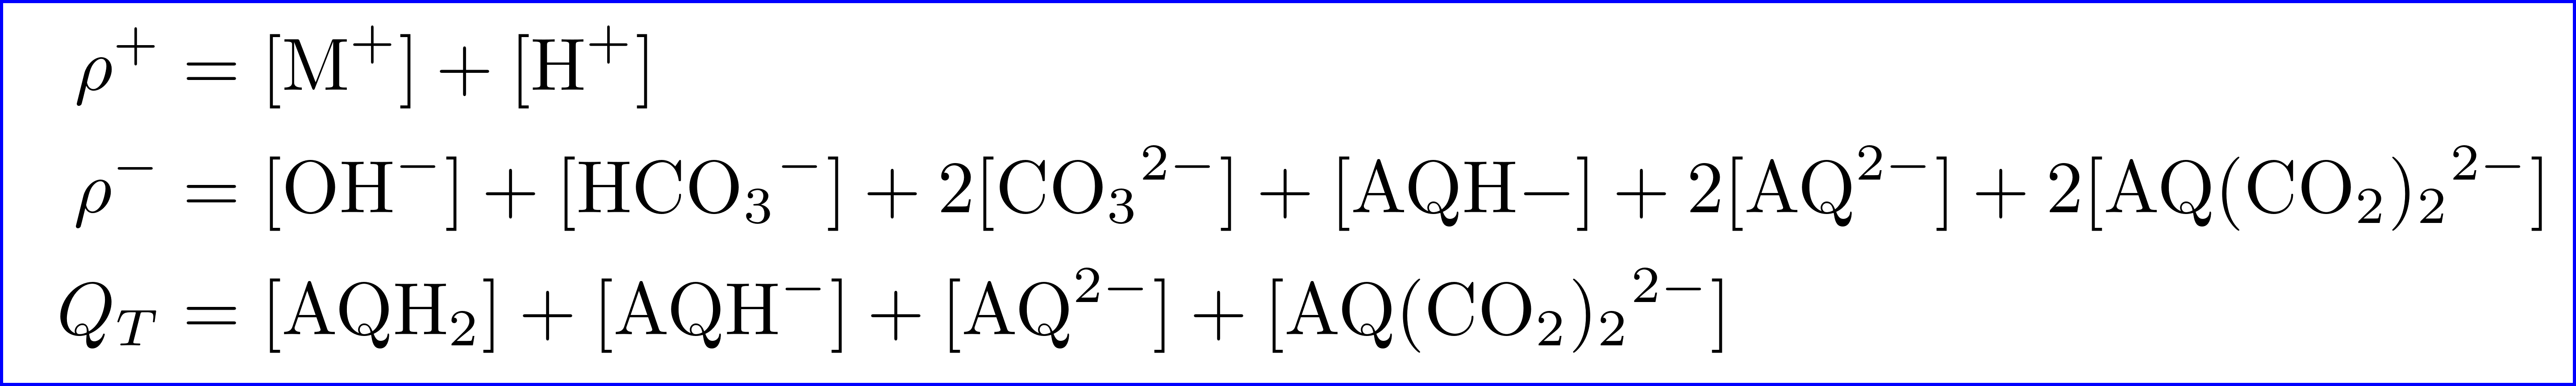 ρ⁺ = [M⁺] + [H⁺]
ρ⁻ = [OH⁻] + [HCO₃⁻] + 2[CO₃²⁻] + [AQH−] + 2[AQ²⁻] + 2[AQ(CO₂)₂²⁻]
Q_T = [AQH₂] + [AQH⁻] + [AQ²⁻] + [AQ(CO₂)₂²⁻]